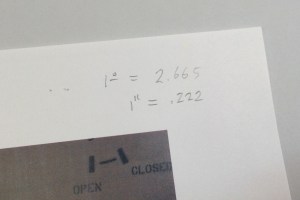 1² = 2.665
1" = .222
CLOSED
OPEN